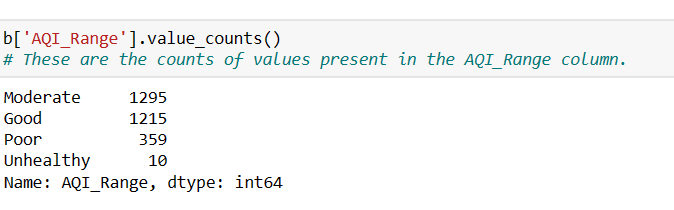 b['AQI_Range'].value_counts()
# These are the counts of values present in the AQI_Range column.
Moderate 1295
Good 1215
Poor 359
Unhealthy 10
Name: AQI_Range, dtype: int64